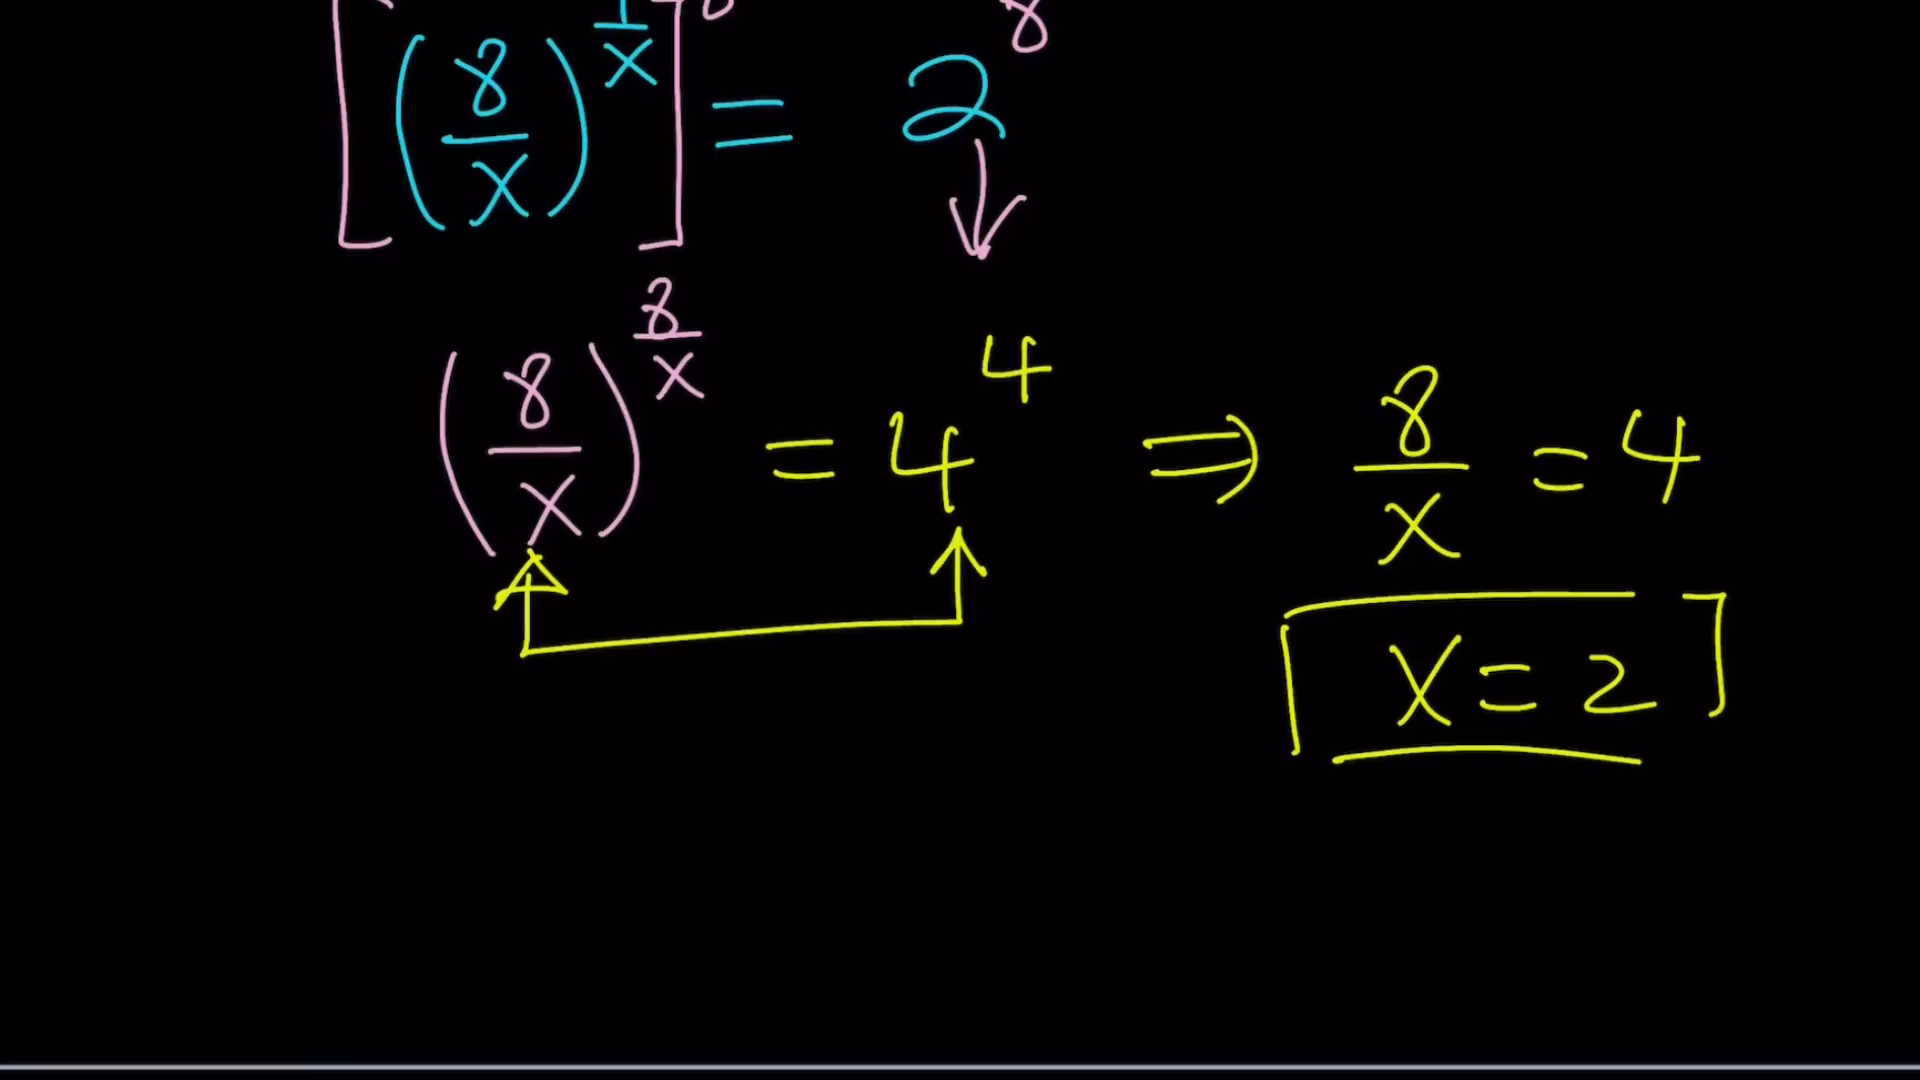 [(8/x)^(1/x)]^8 = 2^8
(8/x)^(8/x) = 4^4 ⇒ 8/x = 4
x = 2